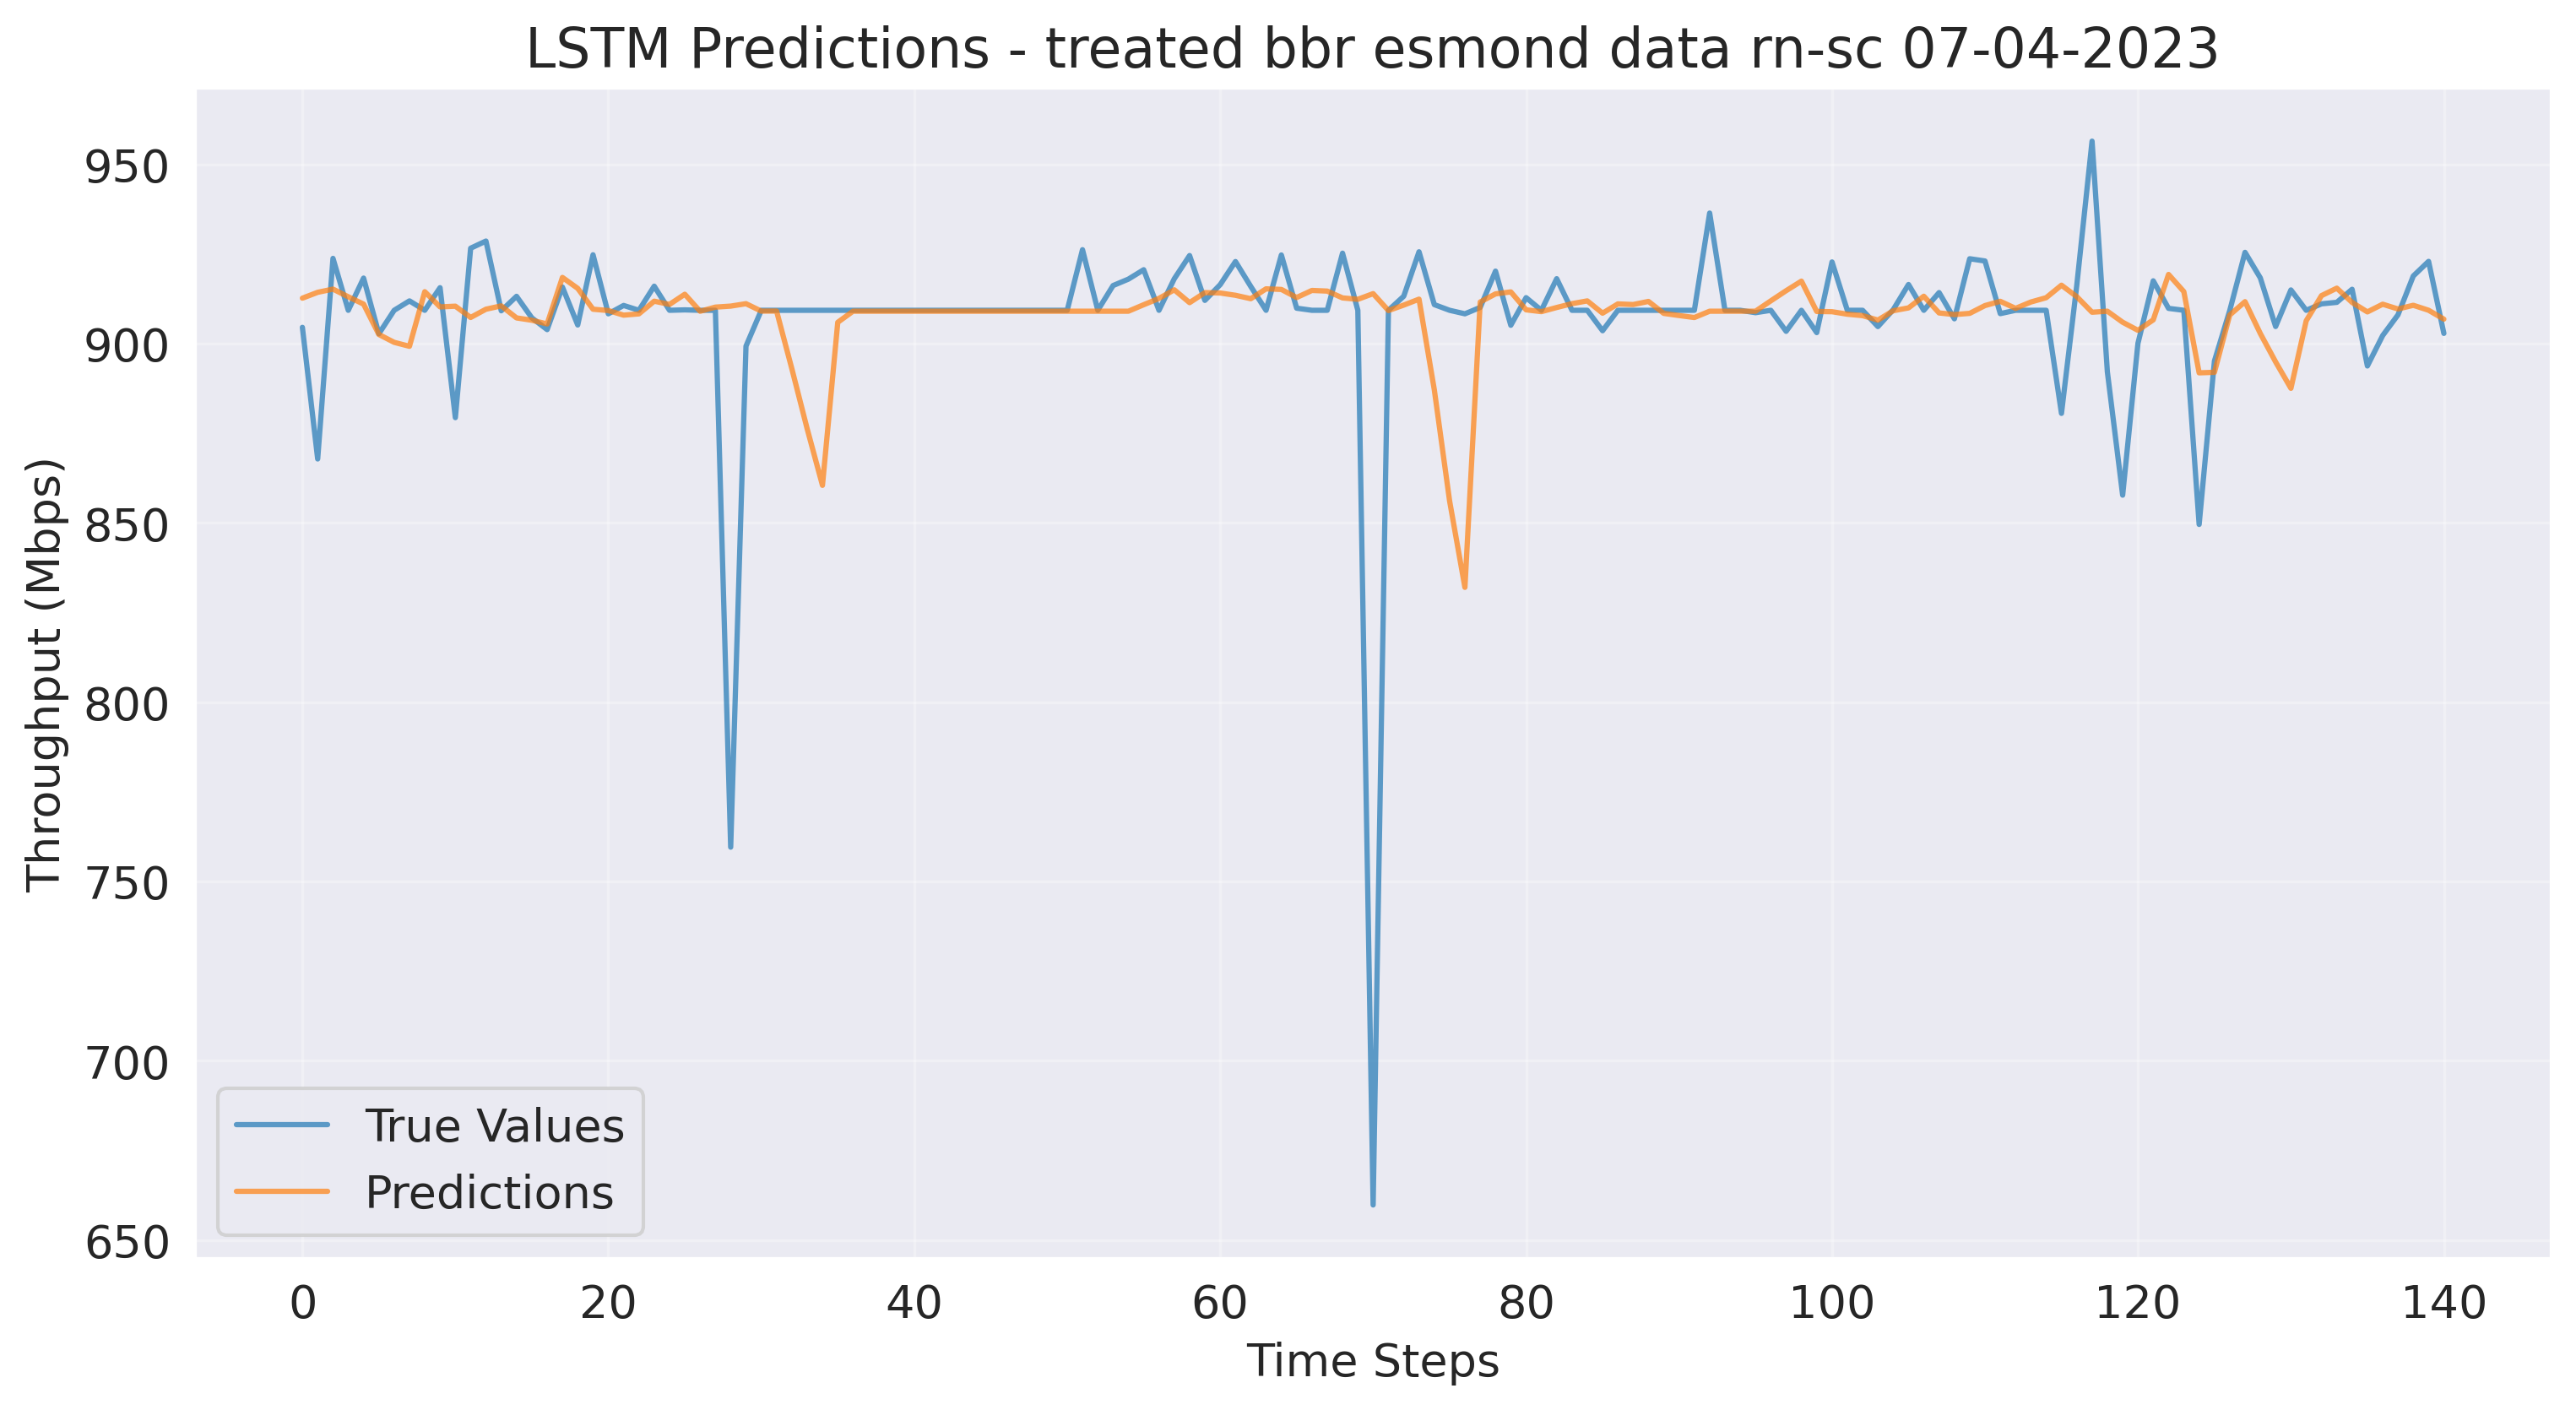 LSTM Predictions - treated bbr esmond data rn-sc 07-04-2023
Throughput (Mbps)
950
900
850
800
750
700
650
True Values
Predictions
0 20 40 60 80 100 120 140
Time Steps